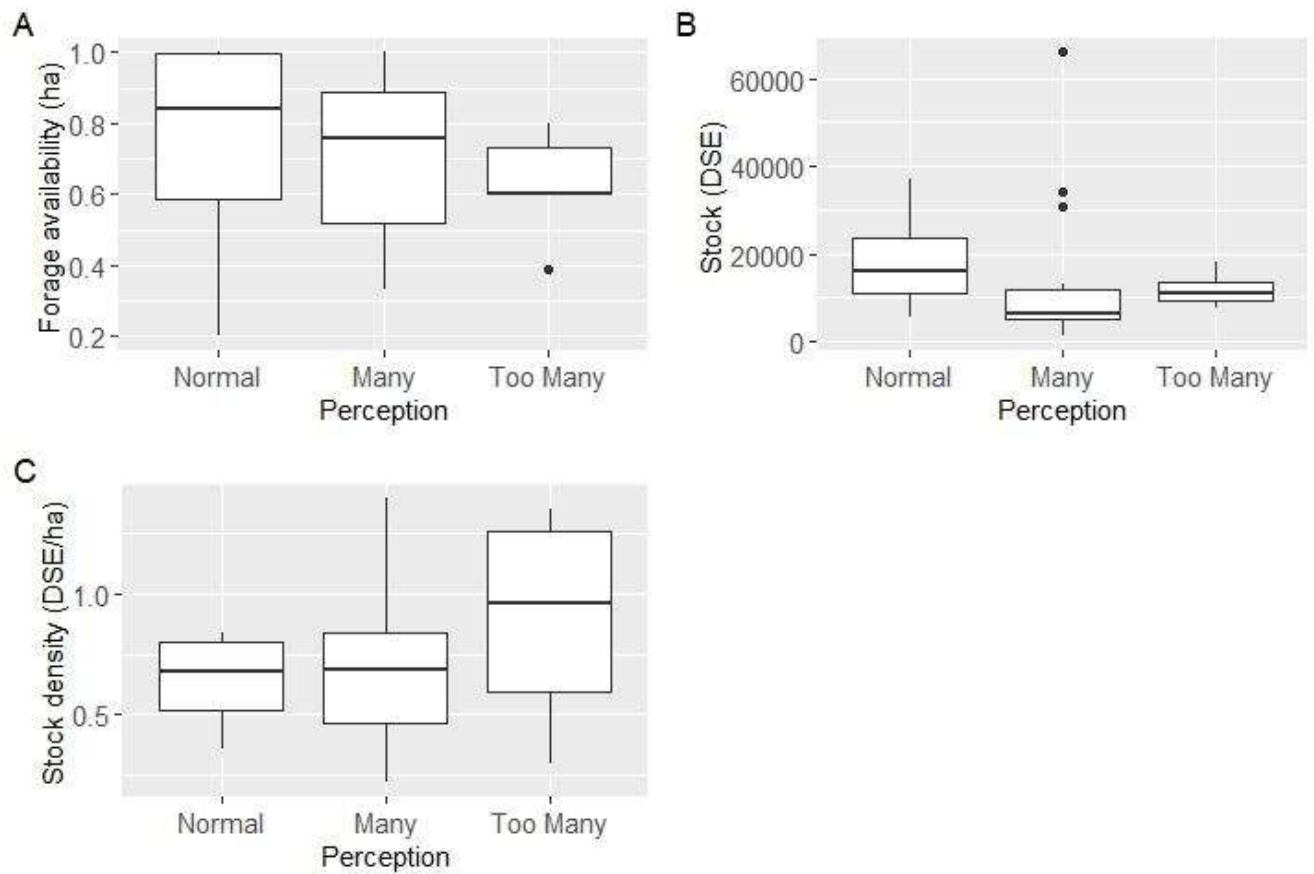 A
Forage availability (ha)
1.0
0.8
0.6
0.4
0.2
Normal Many Too Many
Perception
B
Stock (DSE)
60000
40000
20000
0
Normal Many Too Many
Perception
C
Stock density (DSE/ha)
1.0
0.5
Normal Many Too Many
Perception